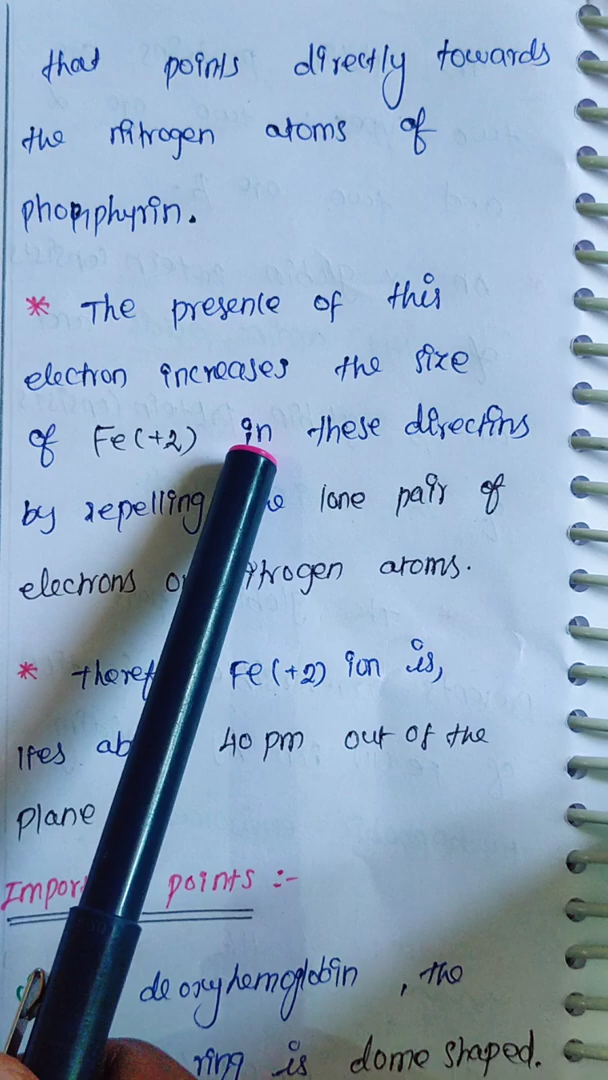 that points directly towards
the nitrogen atoms of
phorphyrin.
* The presence of this
electron increases the size
of Fe(+2) in these directins
by repelling lone pair of
electrons atoms.
* Fe(+2) ion is,
lies 40 pm out of the
plane
points :-
deoxyhemoglobin, the
ring is dome shaped.